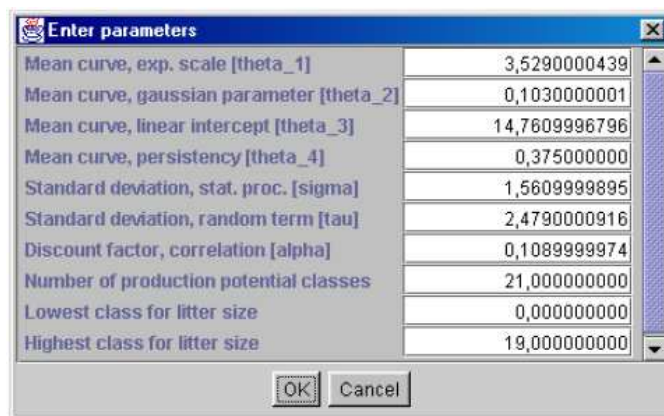 Enter parameters
Mean curve, exp. scale [theta_1] 3,5290000439
Mean curve, gaussian parameter [theta_2] 0,1030000001
Mean curve, linear intercept [theta_3] 14,7609996796
Mean curve, persistency [theta_4] 0,375000000
Standard deviation, stat. proc. [sigma] 1,5609999895
Standard deviation, random term [tau] 2,4790000916
Discount factor, correlation [alpha] 0,1089999974
Number of production potential classes 21,000000000
Lowest class for litter size 0,000000000
Highest class for litter size 19,000000000
OK Cancel